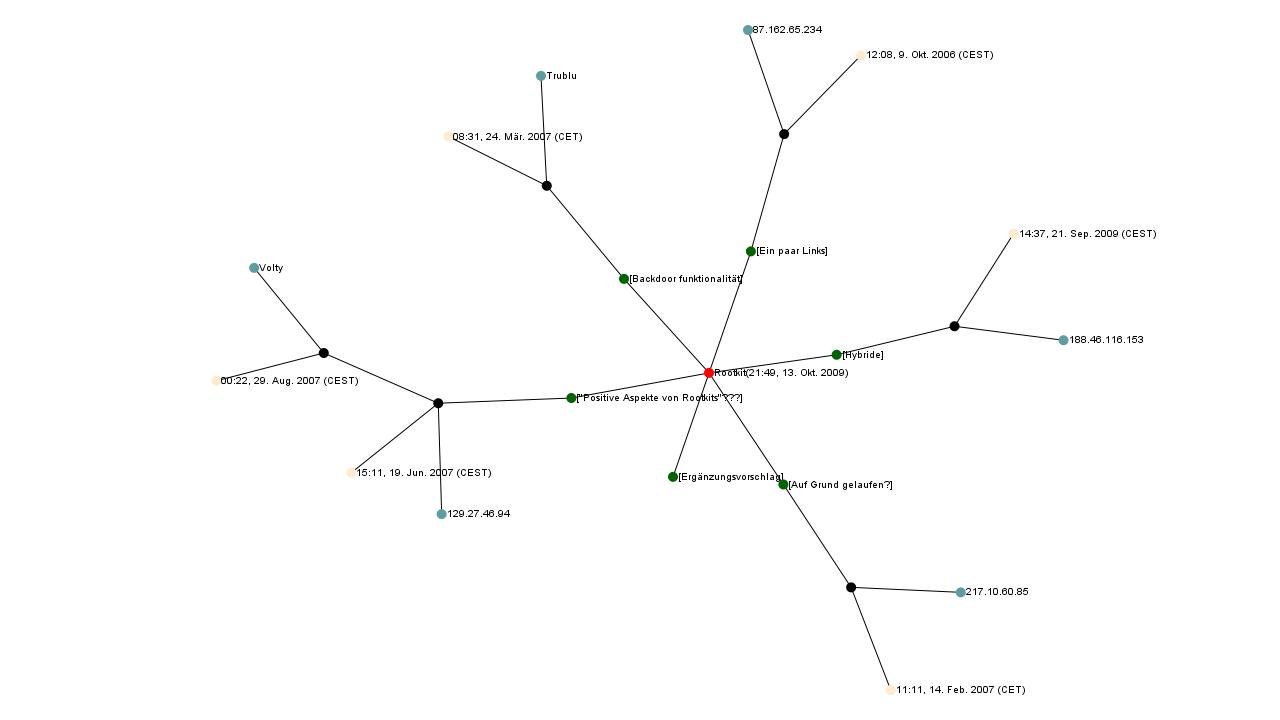 87.162.65.234
12:08, 9. Okt. 2006 (CEST)
Trublu
08:31, 24. Mär. 2007 (CET)
14:37, 21. Sep. 2009 (CEST)
[Ein paar Links]
Volty
[Backdoor funktionalität]
188.46.116.153
[Hybride]
Rootkit(21:49, 13. Okt. 2009)
00:22, 29. Aug. 2007 (CEST)
["Positive Aspekte von Rootkits"???]
15:11, 19. Jun. 2007 (CEST)
[Ergänzungsvorschlag]
[Auf Grund gelaufen?]
129.27.46.94
217.10.60.85
11:11, 14. Feb. 2007 (CET)